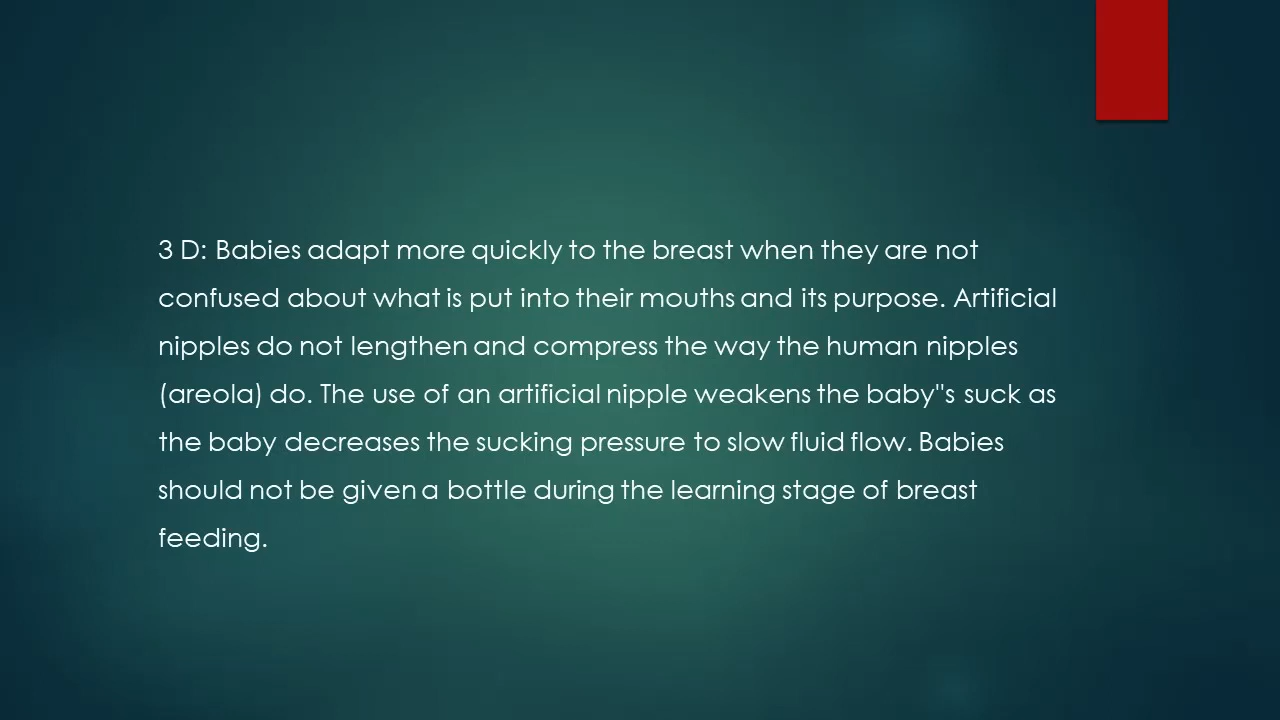 3 D: Babies adapt more quickly to the breast when they are not
confused about what is put into their mouths and its purpose. Artificial
nipples do not lengthen and compress the way the human nipples
(areola) do. The use of an artificial nipple weakens the baby"s suck as
the baby decreases the sucking pressure to slow fluid flow. Babies
should not be given a bottle during the learning stage of breast
feeding.